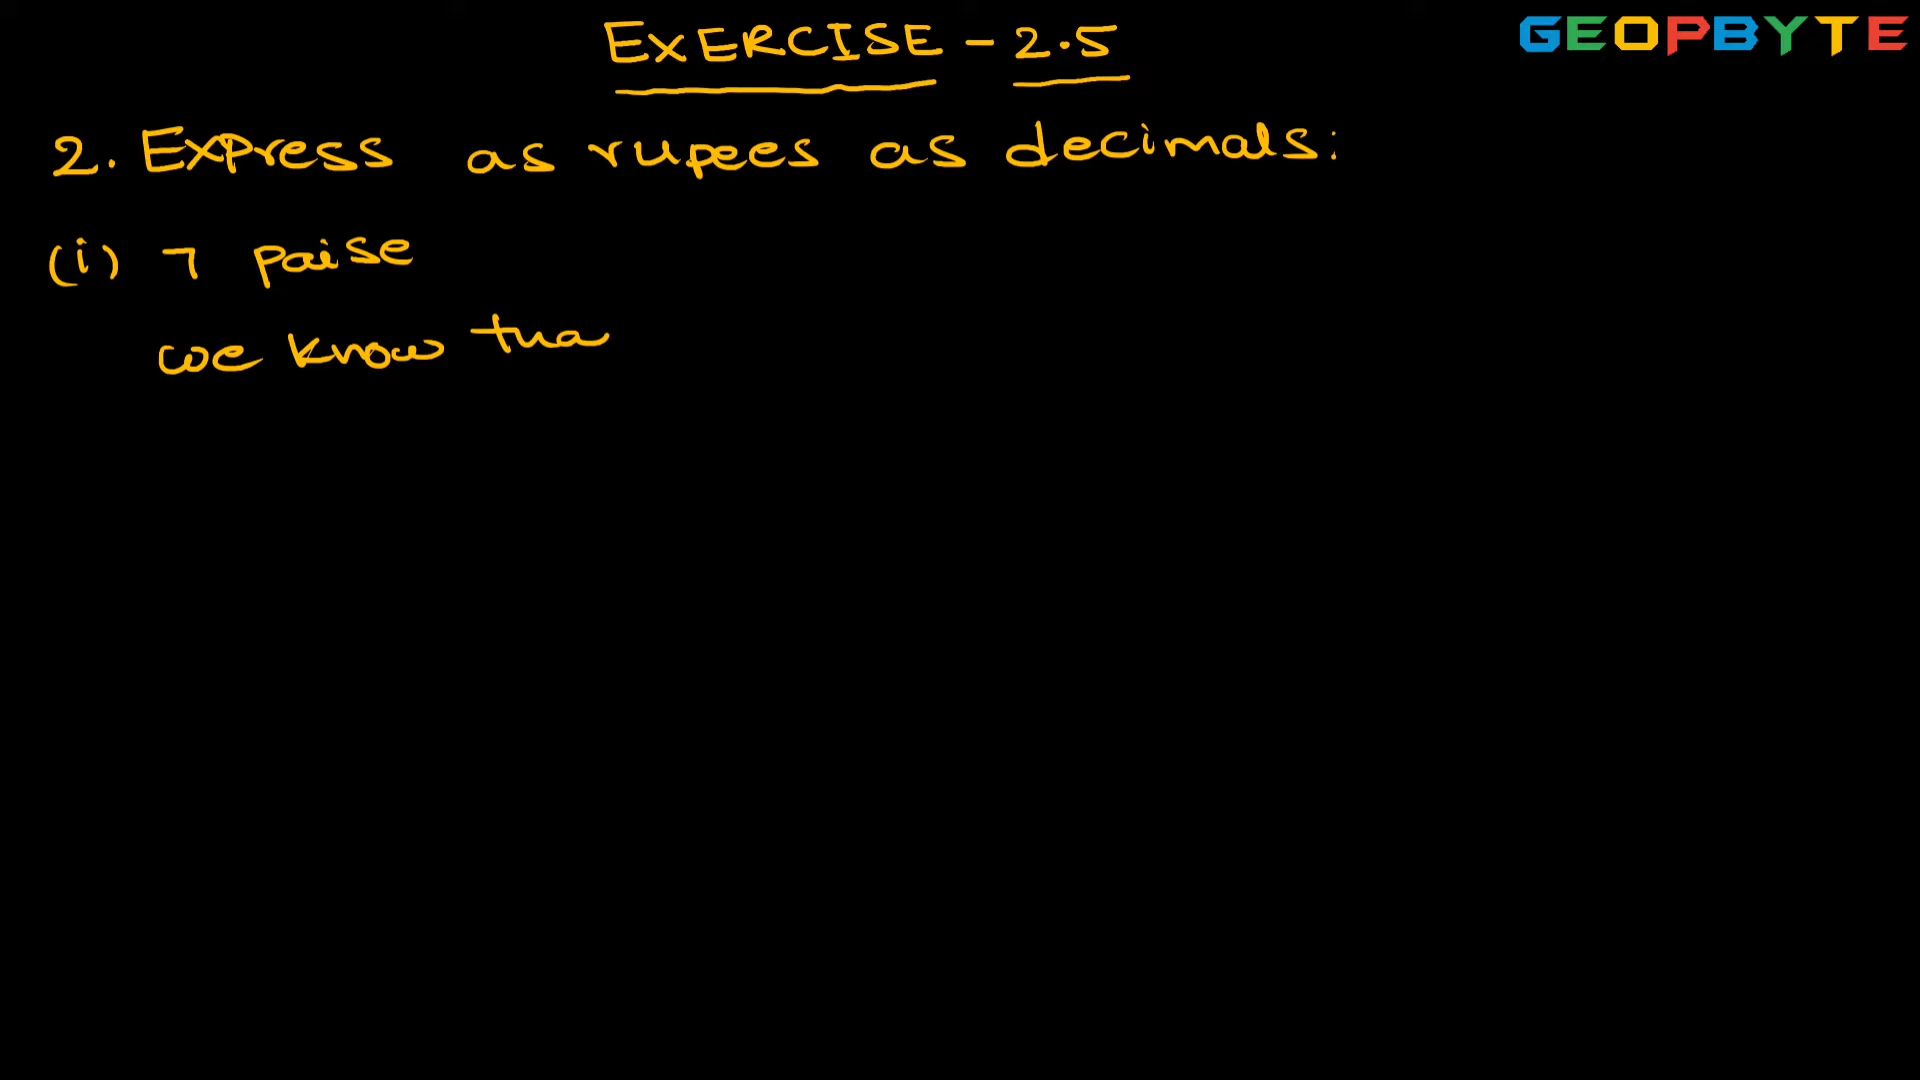 EXERCISE - 2.5
GEOPBYTE
2. Express as rupees as decimals:
(i) 7 paise
we know tha